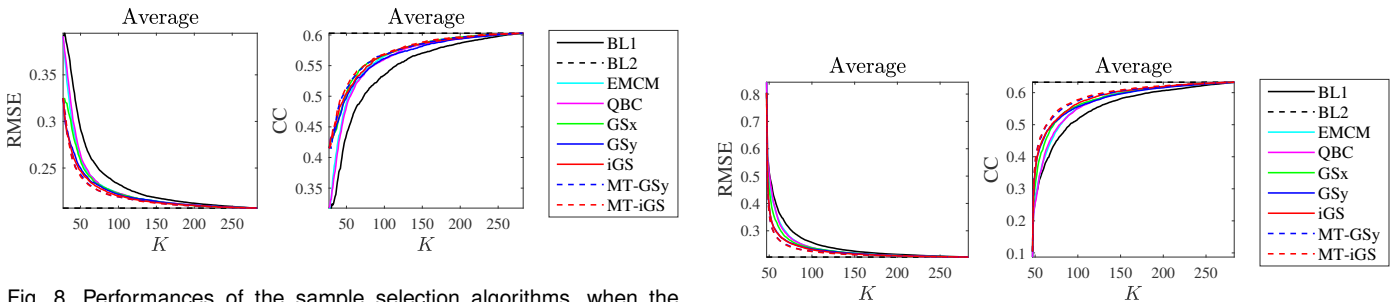 Average
RMSE
0.35
0.3
0.25
50 100 150 200 250
K
Average
CC
0.6
0.55
0.5
0.45
0.4
0.35
50 100 150 200 250
K
BL1
BL2
EMCM
QBC
GSx
GSy
iGS
MT-GSy
MT-iGS
Fig. 8. Performances of the sample selection algorithms, when the
Average
RMSE
0.8
0.7
0.6
0.5
0.4
0.3
50 100 150 200 250
K
Average
CC
0.6
0.5
0.4
0.3
0.2
0.1
50 100 150 200 250
K
BL1
BL2
EMCM
QBC
GSx
GSy
iGS
MT-GSy
MT-iGS